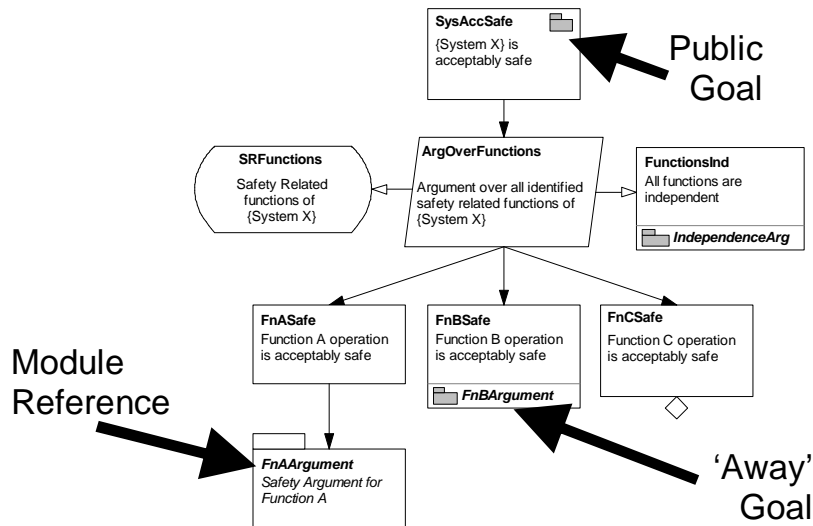 SysAccSafe
{System X} is
acceptably safe
Public
Goal
SRFunctions
Safety Related
functions of
{System X}
ArgOverFunctions
Argument over all identified
safety related functions of
{System X}
FunctionsInd
All functions are
independent
IndependenceArg
FnASafe
Function A operation
is acceptably safe
FnBSafe
Function B operation
is acceptably safe
FnBArgument
FnCSafe
Function C operation
is acceptably safe
Module
Reference
FnAArgument
Safety Argument for
Function A
‘Away’
Goal